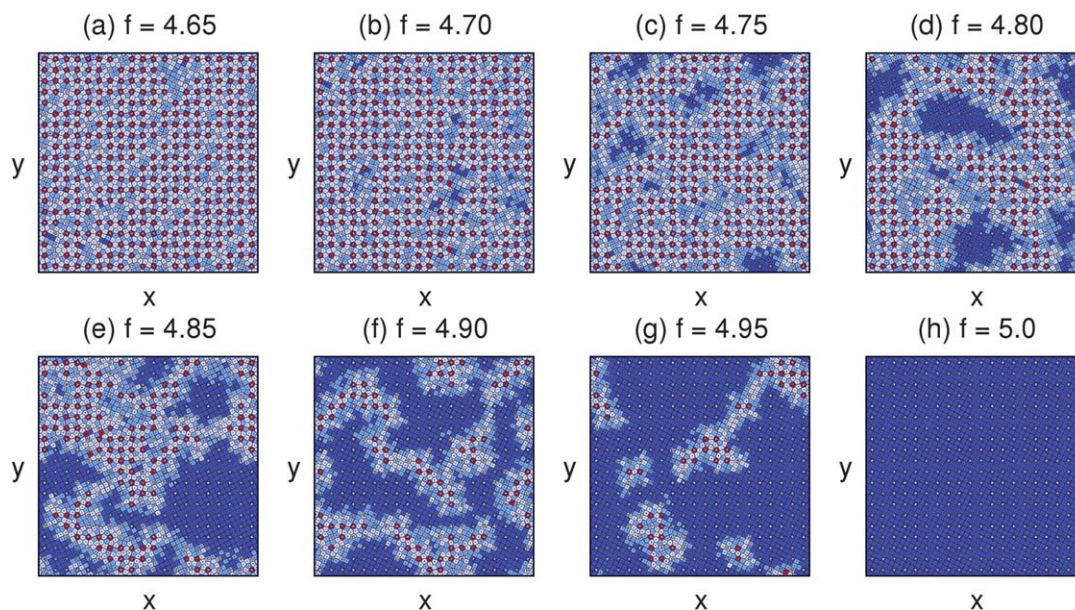 (a) f = 4.65 (b) f = 4.70 (c) f = 4.75 (d) f = 4.80
y y y y
x x x x
(e) f = 4.85 (f) f = 4.90 (g) f = 4.95 (h) f = 5.0
y y y y
x x x x